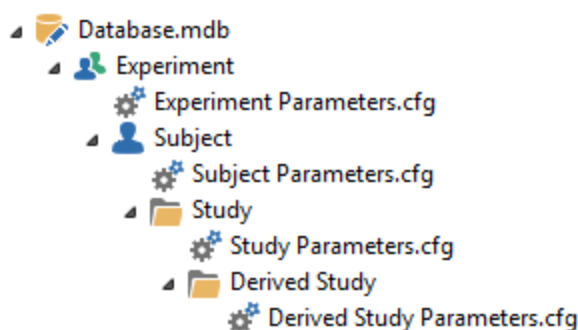 Database.mdb
Experiment
Experiment Parameters.cfg
Subject
Subject Parameters.cfg
Study
Study Parameters.cfg
Derived Study
Derived Study Parameters.cfg